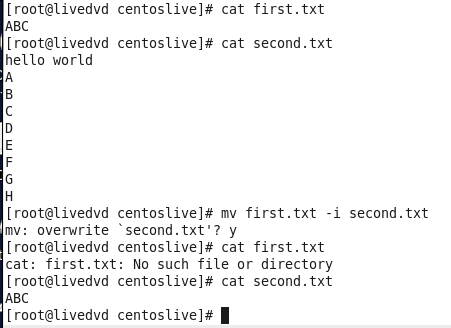 [root@livedvd centoslive]# cat first.txt
ABC
[root@livedvd centoslive]# cat second.txt
hello world
A
B
C
D
E
F
G
H
[root@livedvd centoslive]# mv first.txt -i second.txt
mv: overwrite `second.txt'? y
[root@livedvd centoslive]# cat first.txt
cat: first.txt: No such file or directory
[root@livedvd centoslive]# cat second.txt
ABC
[root@livedvd centoslive]#